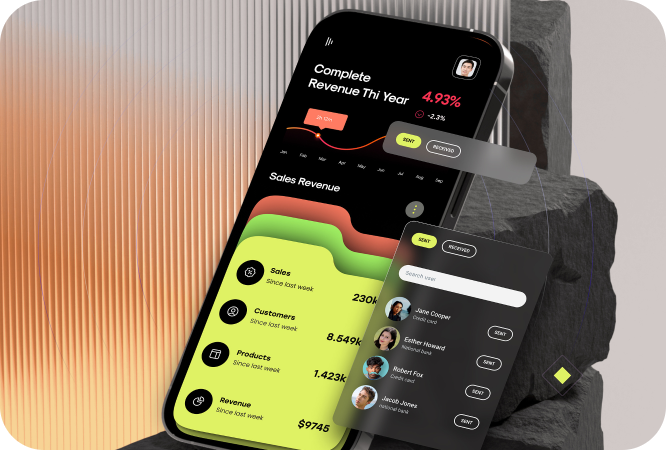 Complete
Revenue Thi Year
4.93%
-2.3%
Jan Feb Mar Apr May Jun Jul Aug Sep
SENT RECEIVED
Sales Revenue
Sales
Since last week
230k
Customers
Since last week
8.549k
Products
Since last week
1.423k
Revenue
Since last week
$9745
SENT RECEIVED
Search user
Jane Cooper
Credit card
SENT
Esther Howard
National bank
SENT
Robert Fox
Credit card
SENT
Jacob Jones
national bank
SENT